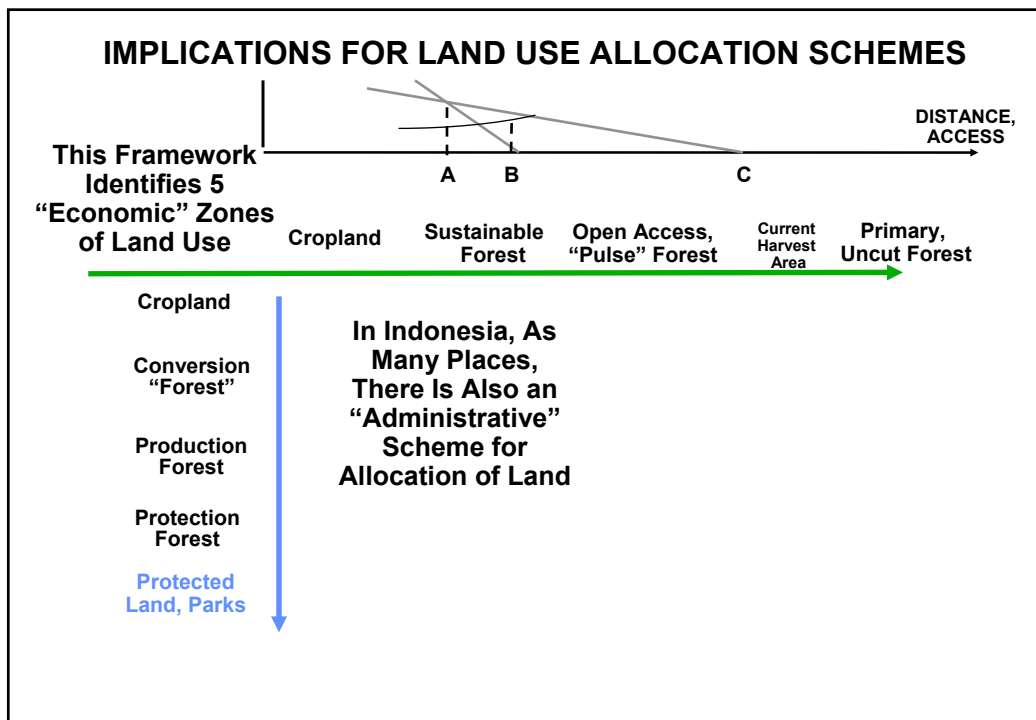 IMPLICATIONS FOR LAND USE ALLOCATION SCHEMES
DISTANCE,
ACCESS
This Framework
Identifies 5
“Economic” Zones
of Land Use
A
B
C
Cropland
Sustainable
Forest
Open Access,
“Pulse” Forest
Current
Harvest
Area
Primary,
Uncut Forest
Cropland
Conversion
“Forest”
Production
Forest
Protection
Forest
Protected
Land, Parks
In Indonesia, As
Many Places,
There Is Also an
“Administrative”
Scheme for
Allocation of Land